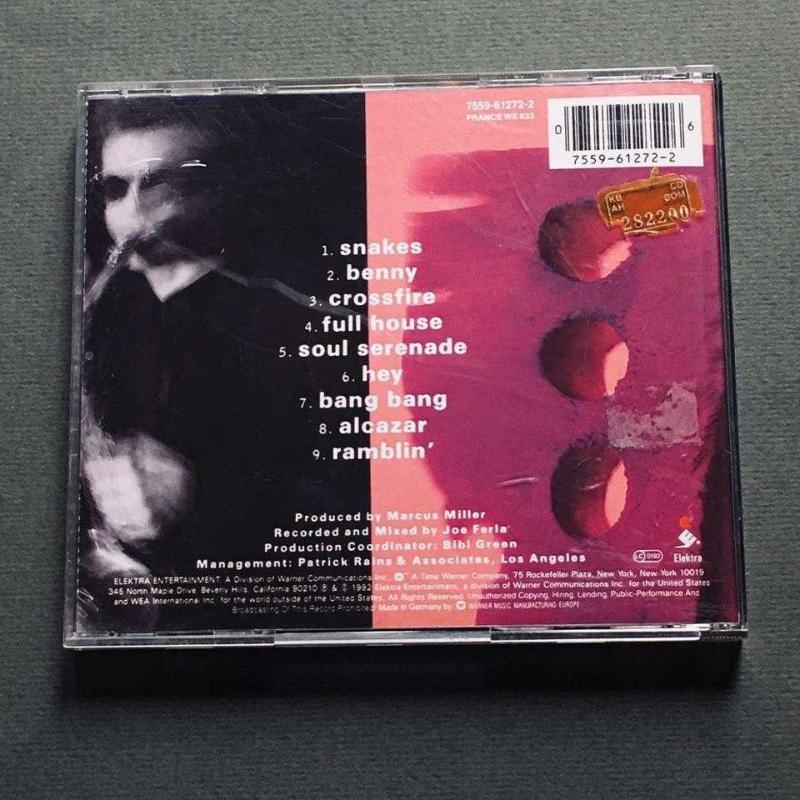 7559-61272-2
FRANCE WE 833
0
6
7559-61272-2
KB CD
AH BOM
282200
1. snakes
2. benny
3. crossfire
4. full house
5. soul serenade
6. hey
7. bang bang
8. alcazar
9. ramblin'
Produced by Marcus Miller
Recorded and Mixed by Joe Ferla
Production Coordinator: Bibi Green
Management: Patrick Rains & Associates, Los Angeles
LC 0192
Elektra
ELEKTRA ENTERTAINMENT. A Division of Warner Communications Inc., A Time Warner Company, 75 Rockefeller Plaza, New York, New York 10019
345 North Maple Drive, Beverly Hills, California 90210 ℗ & © 1992 Elektra Entertainment, a division of Warner Communications Inc. for the United States
and WEA International Inc. for the world outside of the United States. All Rights Reserved. Unauthorized Copying, Hiring, Lending, Public-Performance And
Broadcasting Of This Record Prohibited. Made in Germany by WARNER MUSIC MANUFACTURING EUROPE